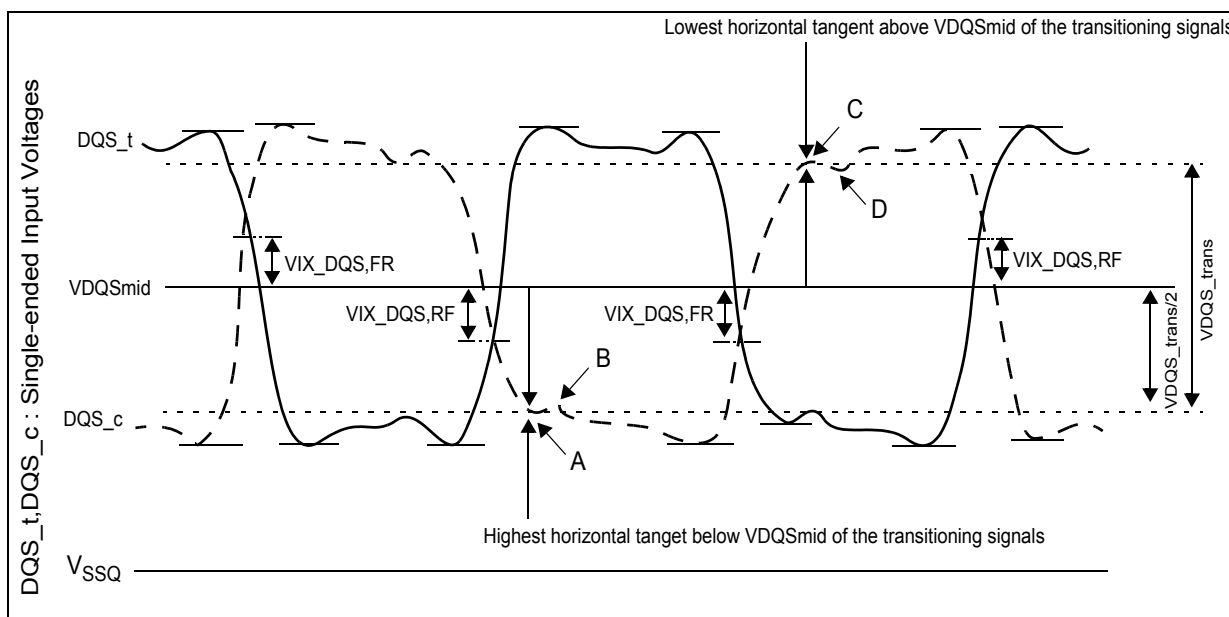 Lowest horizontal tangent above VDQSmid of the transitioning signals
DQS_t,DQS_c : Single-ended Input Voltages
DQS_t
C
D
VIX_DQS,FR
VIX_DQS,RF
VDQSmid
VIX_DQS,RF
VIX_DQS,FR
VDQS_trans/2
VDQS_trans
B
DQS_c
A
Highest horizontal tanget below VDQSmid of the transitioning signals
VSSQ